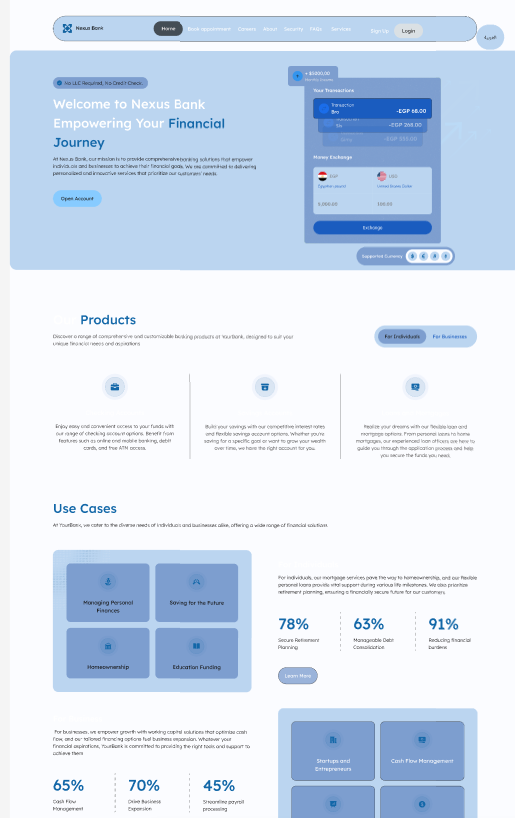 Nexus Bank
Home
Book appointment
Careers
About
Security
FAQs
Services
Sign Up
Login
العربية
No LLC Required, No Credit Check.
Welcome to Nexus Bank
Empowering Your Financial
Journey
At Nexus Bank, our mission is to provide comprehensive banking solutions that empower
individuals and businesses to achieve their financial goals. We are committed to delivering
personalized and innovative services that prioritize our customers' needs.
Open Account
+ $5000.00
Monthly Income
Your Transactions
Transaction
Bro
-EGP 68.00
Transaction
Sis
-EGP 268.00
Money Exchange
EGP
Egyptian pound
USD
United States Dollar
5,000.00
100.00
Exchange
Supported Currency
Products
Discover a range of comprehensive and customizable banking products at YourBank, designed to suit your
unique financial needs and aspirations
For Individuals
For Businesses
Enjoy easy and convenient access to your funds with
our range of checking account options. Benefit from
features such as online and mobile banking, debit
cards, and free ATM access.
Build your savings with our competitive interest rates
and flexible savings account options. Whether you're
saving for a specific goal or want to grow your wealth
over time, we have the right account for you.
Realize your dreams with our flexible loan and
mortgage options. From personal loans to home
mortgages, our experienced loan officers are here to
guide you through the application process and help
you secure the funds you need.
Use Cases
At YourBank, we cater to the diverse needs of individuals and businesses alike, offering a wide range of financial solutions
Managing Personal
Finances
Saving for the Future
Homeownership
Education Funding
For individuals, our mortgage services pave the way to homeownership, and our flexible
personal loans provide vital support during various life milestones. We also prioritize
retirement planning, ensuring a financially secure future for our customers.
78%
Secure Retirement
Planning
63%
Manageable Debt
Consolidation
91%
Reducing financial
burdens
Learn More
For businesses, we empower growth with working capital solutions that optimize cash
flow, and our tailored financing options fuel business expansion. Whatever your
financial aspirations, YourBank is committed to providing the right tools and support to
achieve them
65%
Cash Flow
Management
70%
Drive Business
Expansion
45%
Streamline payroll
processing
Startups and
Entrepreneurs
Cash Flow Management